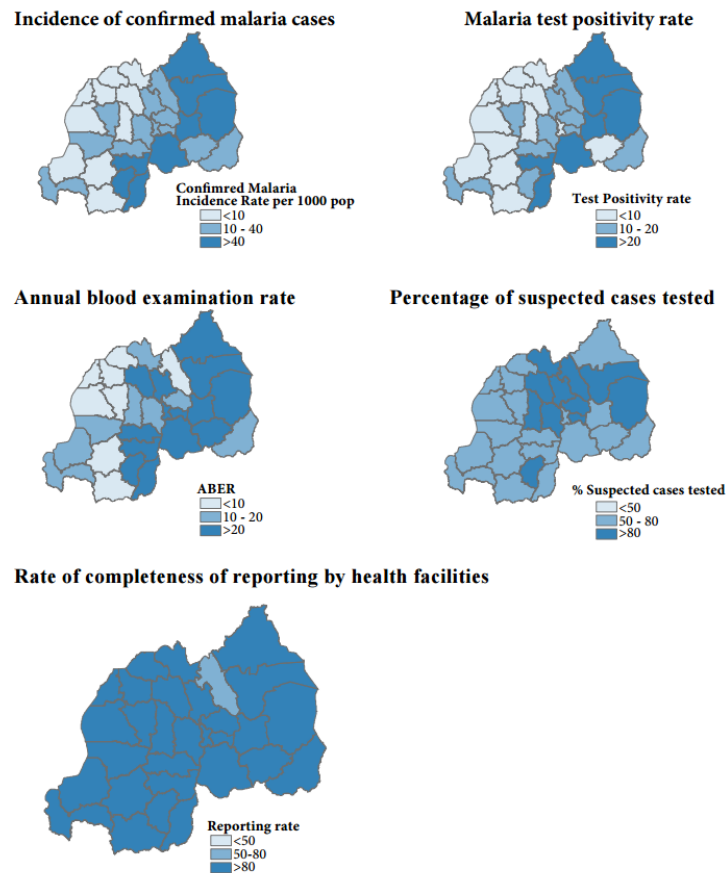 Incidence of confirmed malaria cases
Malaria test positivity rate
Confimred Malaria
Incidence Rate per 1000 pop
<10
10 - 40
>40
Test Positivity rate
<10
10 - 20
>20
Annual blood examination rate
Percentage of suspected cases tested
ABER
<10
10 - 20
>20
% Suspected cases tested
<50
50 - 80
>80
Rate of completeness of reporting by health facilities
Reporting rate
<50
50-80
>80